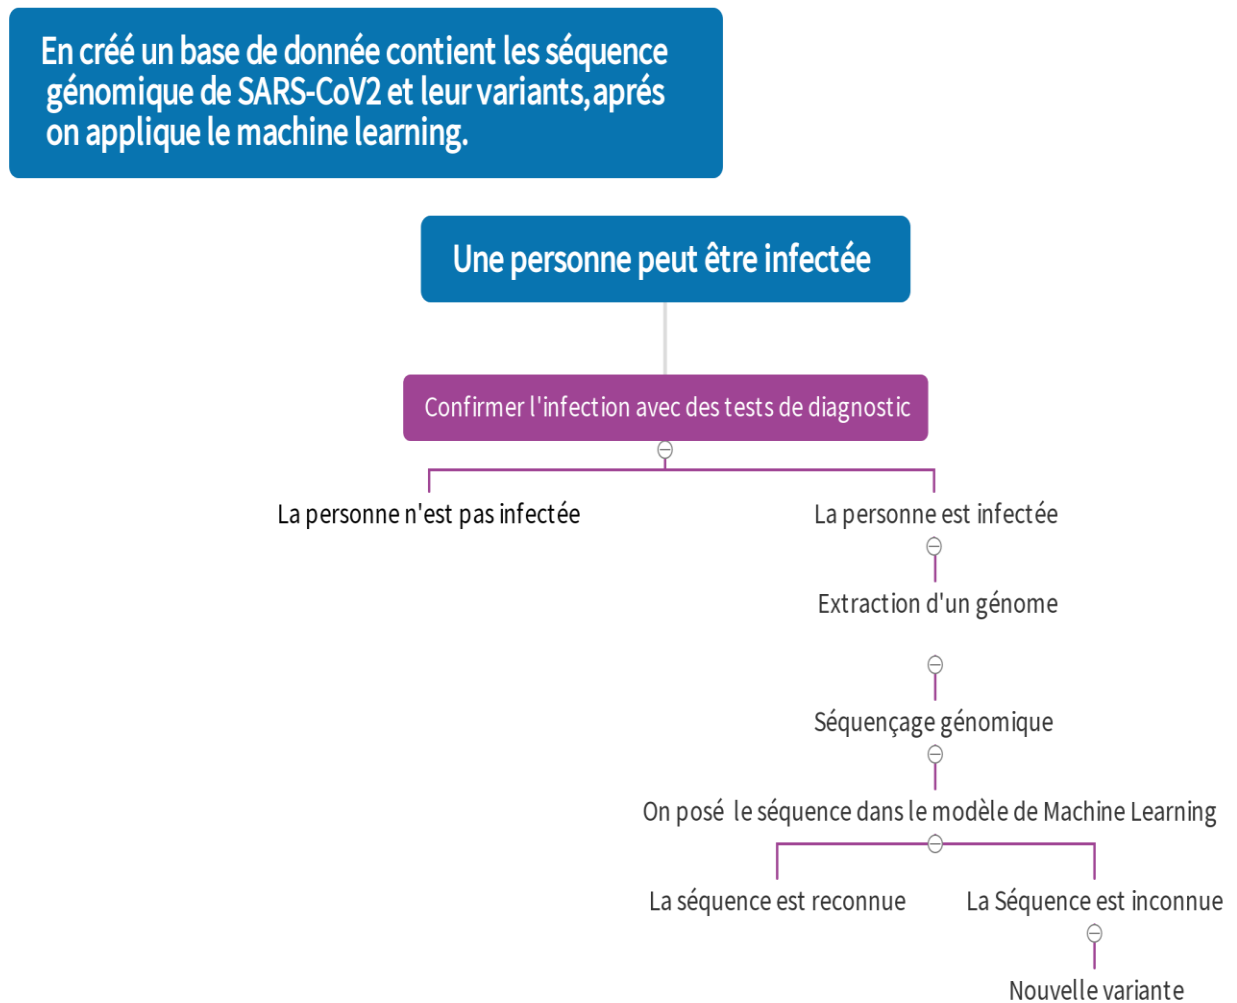 En créé un base de donnée contient les séquence
génomique de SARS-CoV2 et leur variants, aprés
on applique le machine learning.
Une personne peut être infectée
Confirmer l'infection avec des tests de diagnostic
La personne n'est pas infectée
La personne est infectée
Extraction d'un génome
Séquençage génomique
On posé le séquence dans le modèle de Machine Learning
La séquence est reconnue
La Séquence est inconnue
Nouvelle variante